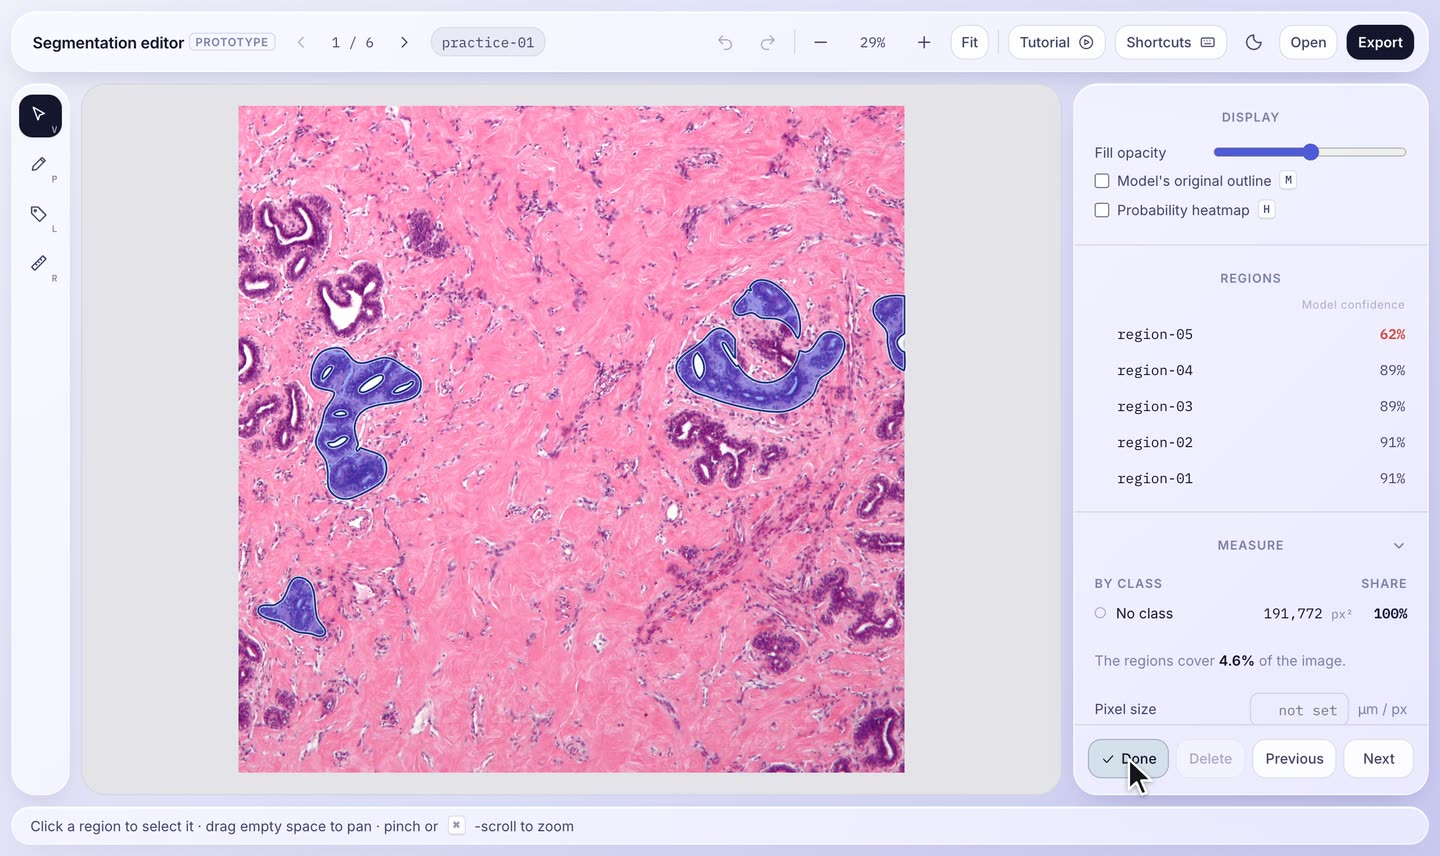 Segmentation editor PROTOTYPE 1 / 6 practice-01 29% Fit Tutorial Shortcuts Open Export
V
P
L
R
DISPLAY
Fill opacity
Model's original outline M
Probability heatmap H
REGIONS
Model confidence
region-05 62%
region-04 89%
region-03 89%
region-02 91%
region-01 91%
MEASURE
BY CLASS SHARE
No class 191,772 px² 100%
The regions cover 4.6% of the image.
Pixel size not set µm / px
Done Delete Previous Next
Click a region to select it · drag empty space to pan · pinch or ⌘ -scroll to zoom